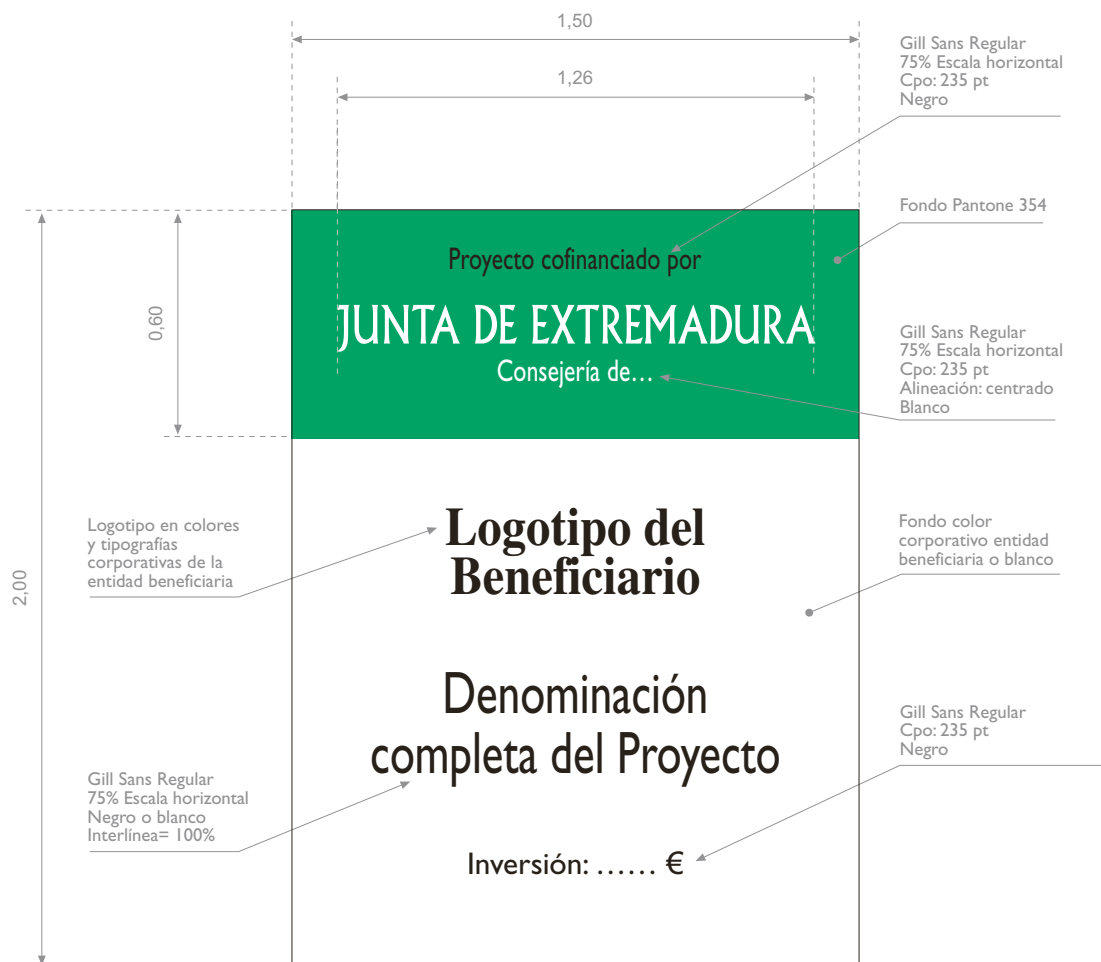 1,50
1,26
Gill Sans Regular
75% Escala horizontal
Cpo: 235 pt
Negro
Fondo Pantone 354
Proyecto cofinanciado por
JUNTA DE EXTREMADURA
Consejería de...
0,60
Gill Sans Regular
75% Escala horizontal
Cpo: 235 pt
Alineación: centrado
Blanco
2,00
Logotipo en colores
y tipografías
corporativas de la
entidad beneficiaria
Logotipo del
Beneficiario
Fondo color
corporativo entidad
beneficiaria o blanco
Denominación
completa del Proyecto
Gill Sans Regular
Cpo: 235 pt
Negro
Gill Sans Regular
75% Escala horizontal
Negro o blanco
Interlínea= 100%
Inversión: ...... €